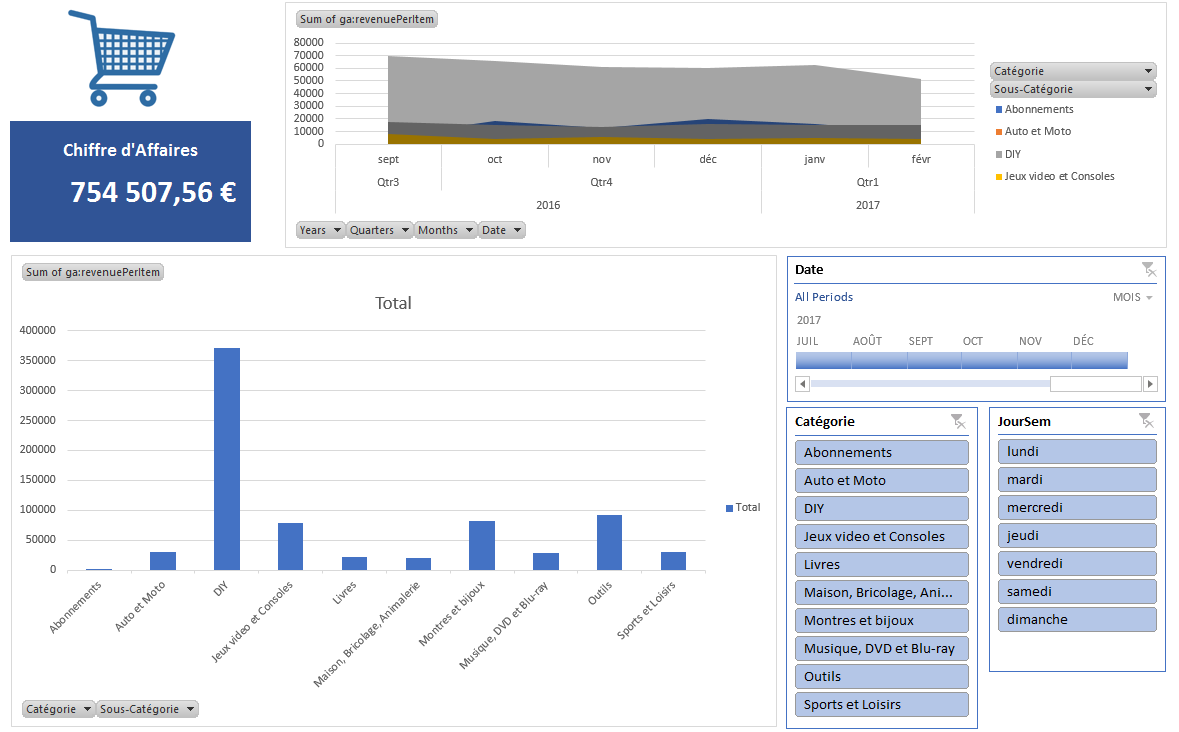 Chiffre d'Affaires
754 507,56 €
Sum of ga:revenuePerItem
80000
70000
60000
50000
40000
30000
20000
10000
0
sept oct nov déc janv févr
Qtr3 Qtr4 Qtr1
2016 2017
Catégorie
Sous-Catégorie
Abonnements
Auto et Moto
DIY
Jeux video et Consoles
Years Quarters Months Date
Sum of ga:revenuePerItem
Total
400000
350000
300000
250000
200000
150000
100000
50000
0
Abonnements
Auto et Moto
DIY
Jeux video et Consoles
Livres
Maison, Bricolage, Animalerie
Montres et bijoux
Musique, DVD et Blu-ray
Outils
Sports et Loisirs
Total
Catégorie Sous-Catégorie
Date
All Periods MOIS
2017
JUIL AOÛT SEPT OCT NOV DÉC
Catégorie
Abonnements
Auto et Moto
DIY
Jeux video et Consoles
Livres
Maison, Bricolage, Ani...
Montres et bijoux
Musique, DVD et Blu-ray
Outils
Sports et Loisirs
JourSem
lundi
mardi
mercredi
jeudi
vendredi
samedi
dimanche